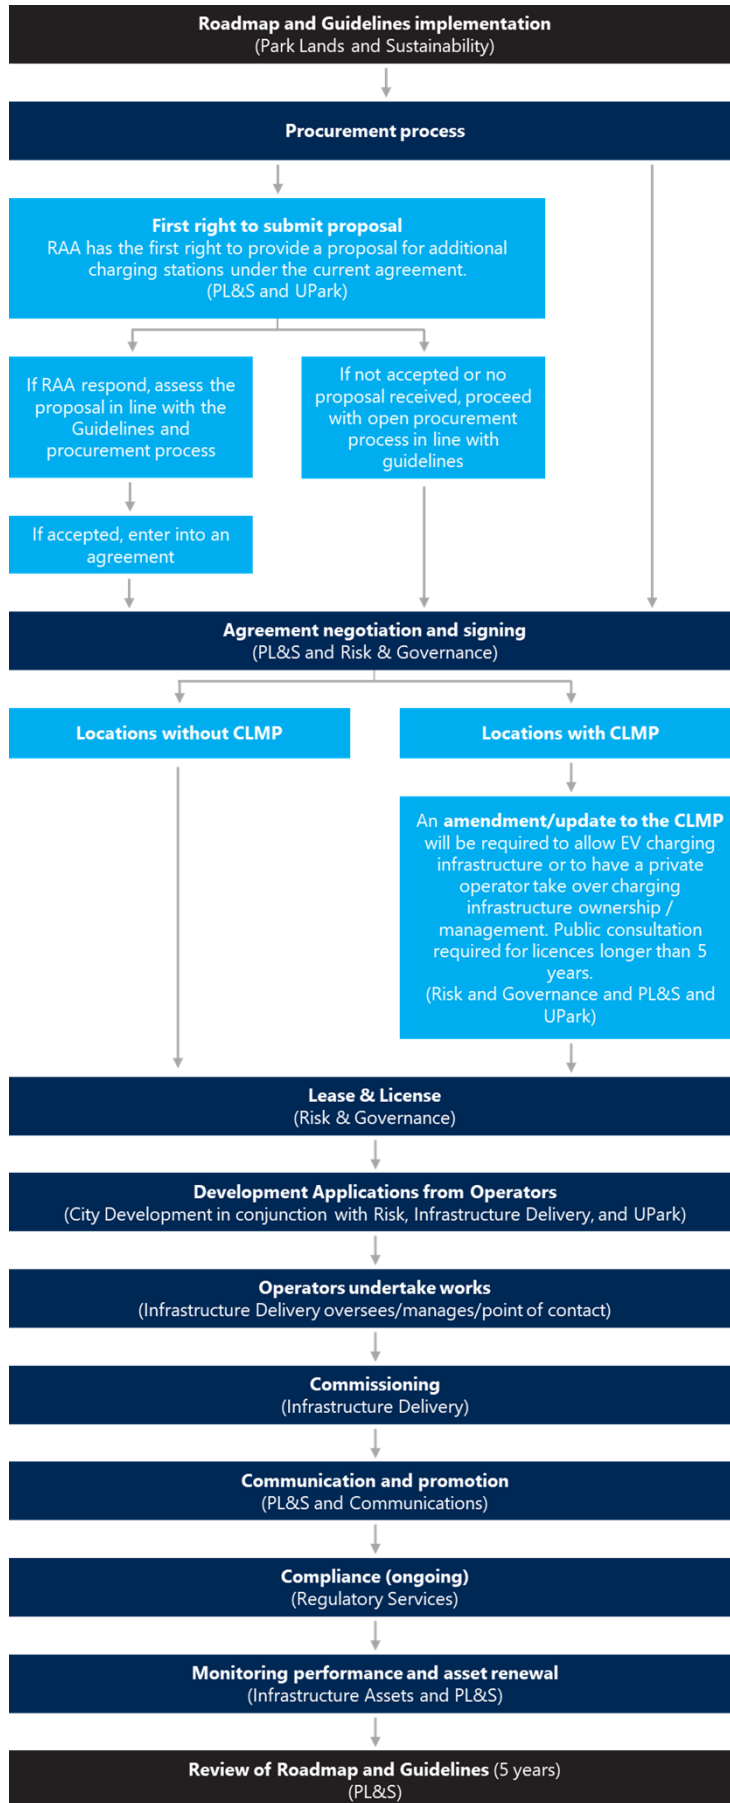 Roadmap and Guidelines implementation
(Park Lands and Sustainability)
Procurement process
First right to submit proposal
RAA has the first right to provide a proposal for additional
charging stations under the current agreement.
(PL&S and UPark)
If RAA respond, assess the
proposal in line with the
Guidelines and
procurement process
If not accepted or no
proposal received, proceed
with open procurement
process in line with
guidelines
If accepted, enter into an
agreement
Agreement negotiation and signing
(PL&S and Risk & Governance)
Locations without CLMP
Locations with CLMP
An amendment/update to the CLMP
will be required to allow EV charging
infrastructure or to have a private
operator take over charging
infrastructure ownership /
management. Public consultation
required for licences longer than 5
years.
(Risk and Governance and PL&S and
UPark)
Lease & License
(Risk & Governance)
Development Applications from Operators
(City Development in conjunction with Risk, Infrastructure Delivery, and UPark)
Operators undertake works
(Infrastructure Delivery oversees/manages/point of contact)
Commissioning
(Infrastructure Delivery)
Communication and promotion
(PL&S and Communications)
Compliance (ongoing)
(Regulatory Services)
Monitoring performance and asset renewal
(Infrastructure Assets and PL&S)
Review of Roadmap and Guidelines (5 years)
(PL&S)